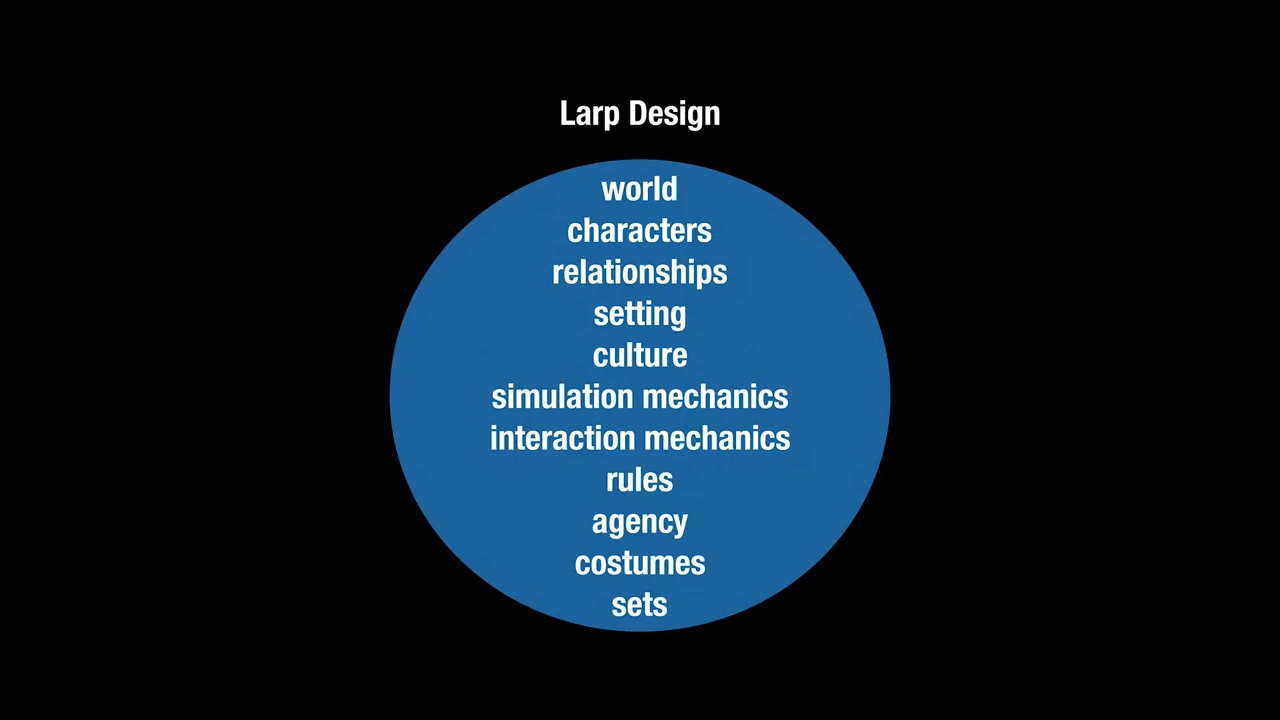 Larp Design
world
characters
relationships
setting
culture
simulation mechanics
interaction mechanics
rules
agency
costumes
sets